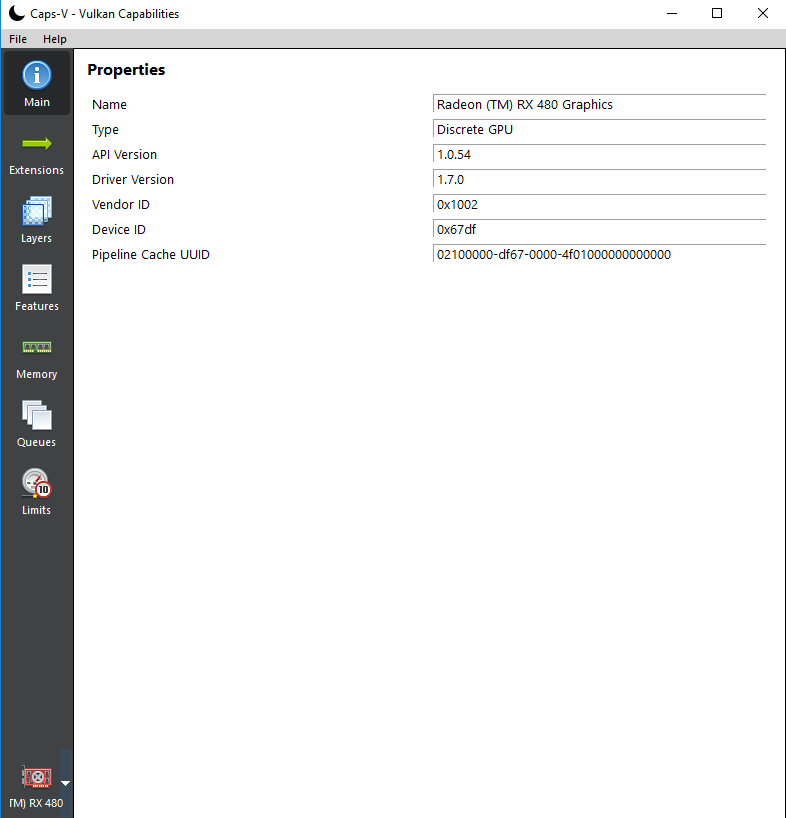 Caps-V - Vulkan Capabilities
File Help
Main
Extensions
Layers
Features
Memory
Queues
10
Limits
TM) RX 480
Properties
Name Radeon (TM) RX 480 Graphics
Type Discrete GPU
API Version 1.0.54
Driver Version 1.7.0
Vendor ID 0x1002
Device ID 0x67df
Pipeline Cache UUID 02100000-df67-0000-4f01000000000000